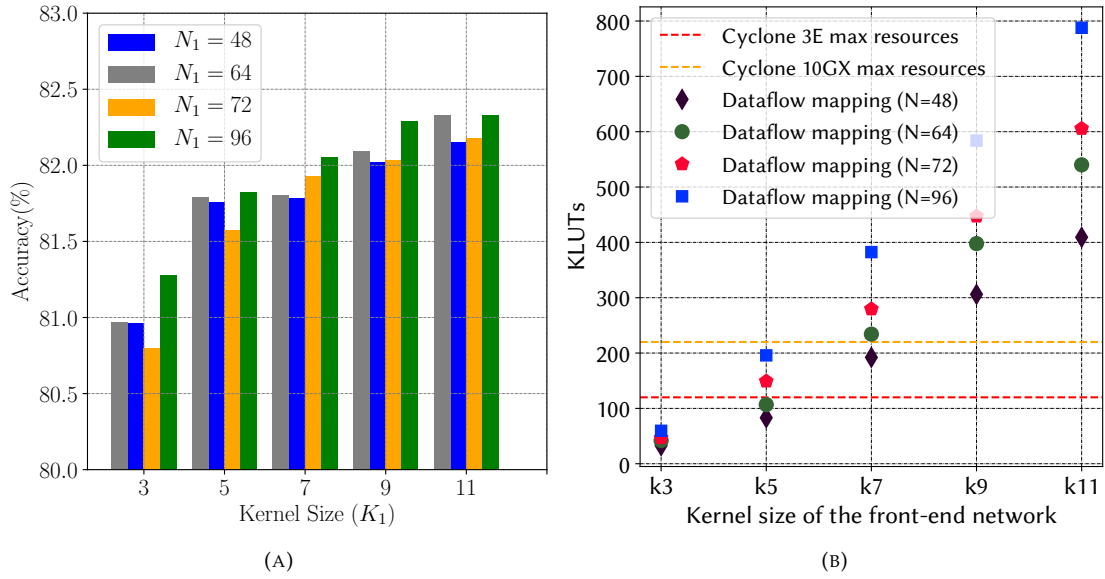 83.0
82.5
82.0
81.5
81.0
80.5
80.0
Accuracy(%)
N₁ = 48
N₁ = 64
N₁ = 72
N₁ = 96
3 5 7 9 11
Kernel Size (K₁)
(A)
800
700
600
500
400
300
200
100
0
KLUTs
Cyclone 3E max resources
Cyclone 10GX max resources
Dataflow mapping (N=48)
Dataflow mapping (N=64)
Dataflow mapping (N=72)
Dataflow mapping (N=96)
k3 k5 k7 k9 k11
Kernel size of the front-end network
(B)